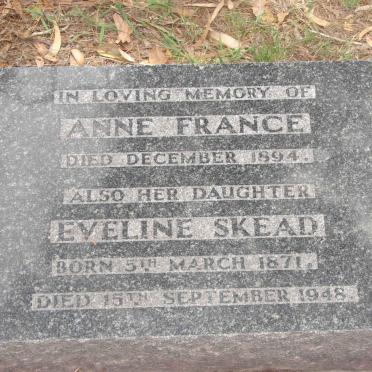 IN LOVING MEMORY OF
ANNE FRANCE
DIED DECEMBER 1894.
ALSO HER DAUGHTER
EVELINE SKEAD
BORN 5TH MARCH 1871.
DIED 15TH SEPTEMBER 1948.